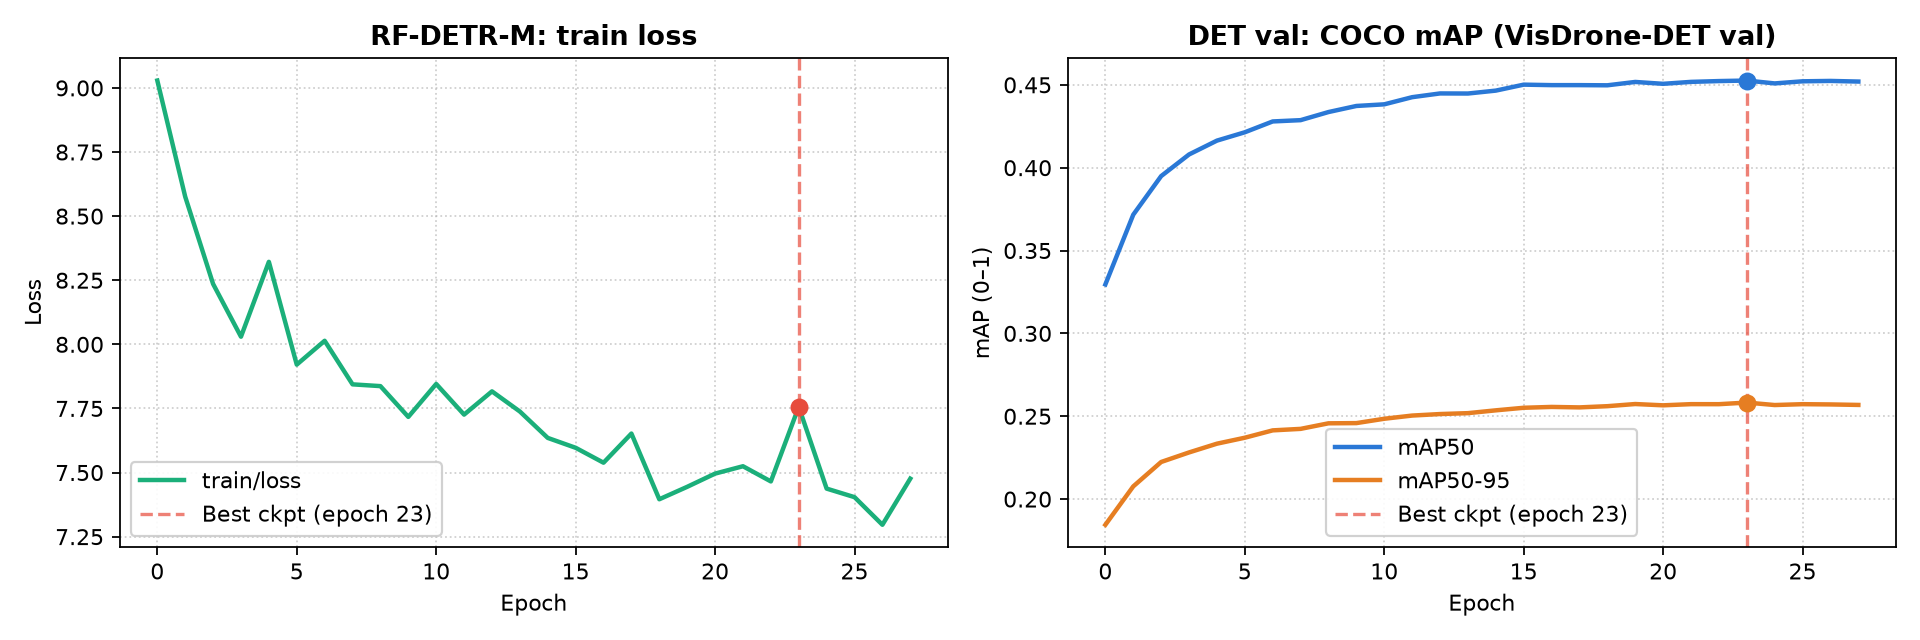 RF-DETR-M: train loss
9.00
8.75
8.50
8.25
8.00
7.75
7.50
7.25
Loss
train/loss
Best ckpt (epoch 23)
0 5 10 15 20 25
Epoch
DET val: COCO mAP (VisDrone-DET val)
0.45
0.40
0.35
0.30
0.25
0.20
mAP (0–1)
mAP50
mAP50-95
Best ckpt (epoch 23)
0 5 10 15 20 25
Epoch